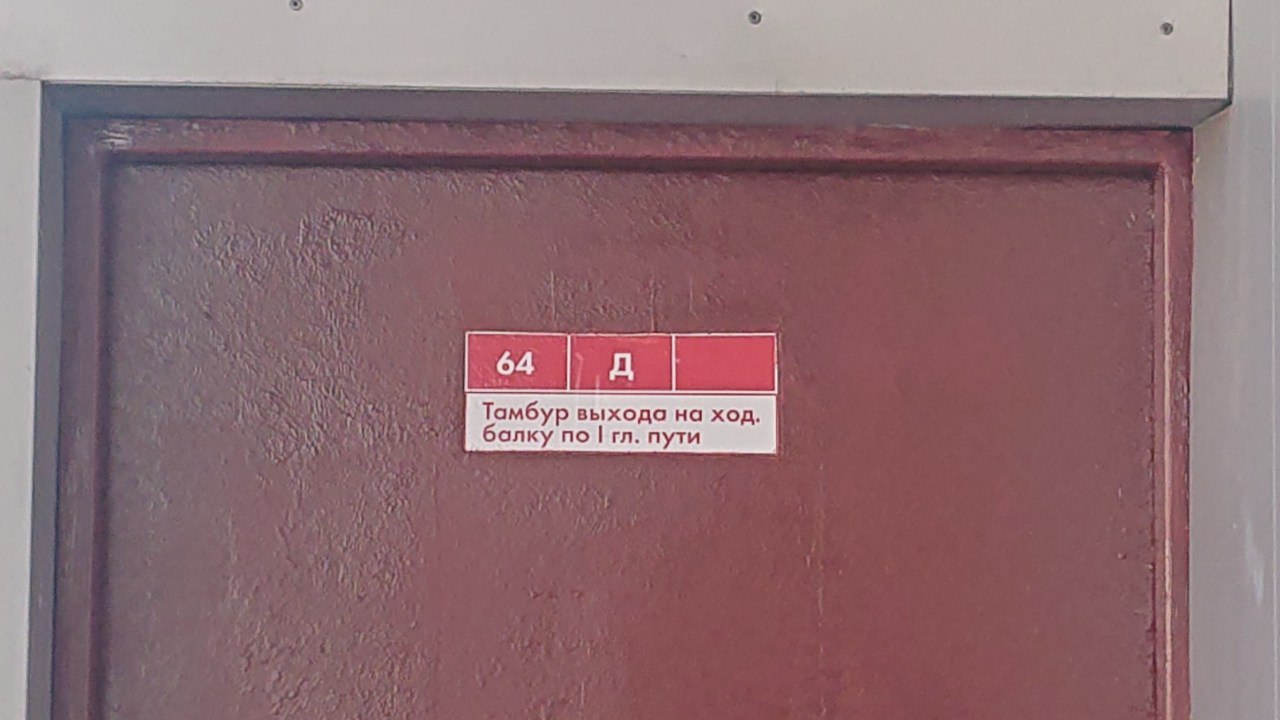 64 Д
Тамбур выхода на ход.
балку по I гл. пути